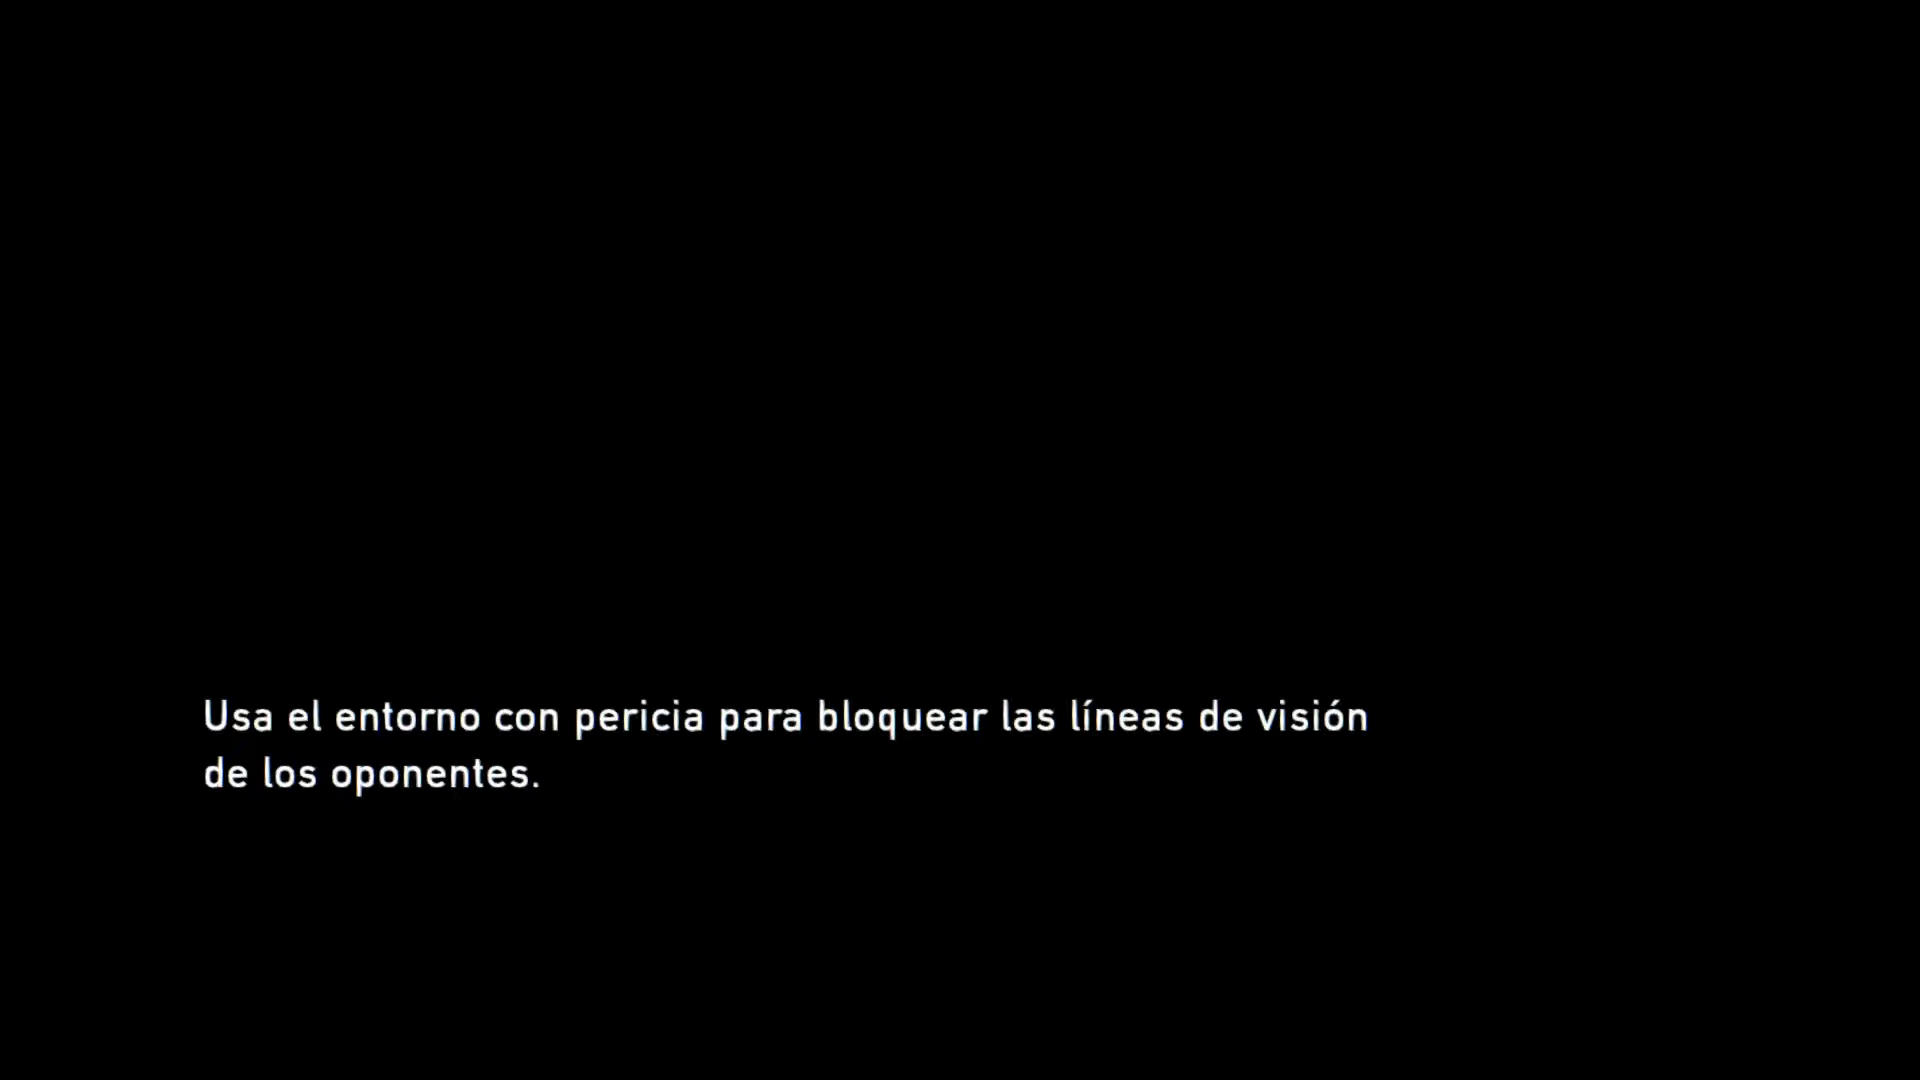 Usa el entorno con pericia para bloquear las líneas de visión
de los oponentes.